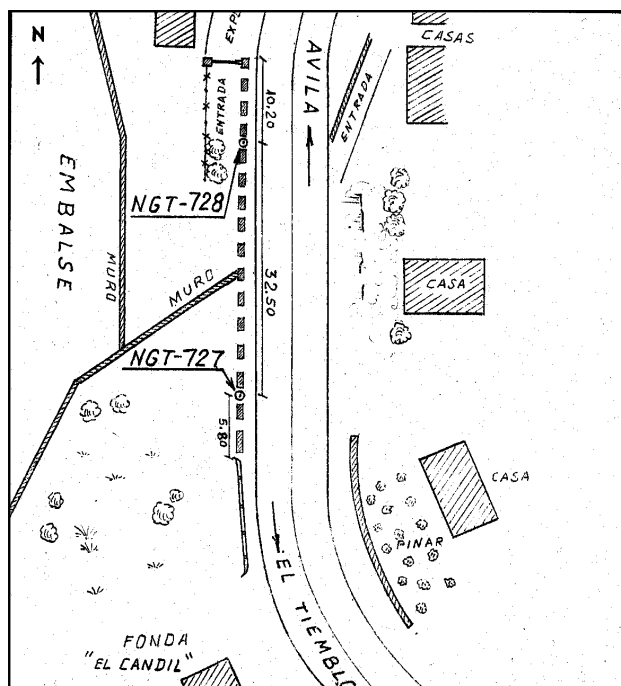 N
EXPL
AVILA
CASAS
ENTRADA
10,20
ENTRADA
NGT-728
EMBALSE
MURO
MURO
32,50
CASA
NGT-727
5,80
CASA
PINAR
EL TIEMBLO
FONDA
"EL CANDIL"